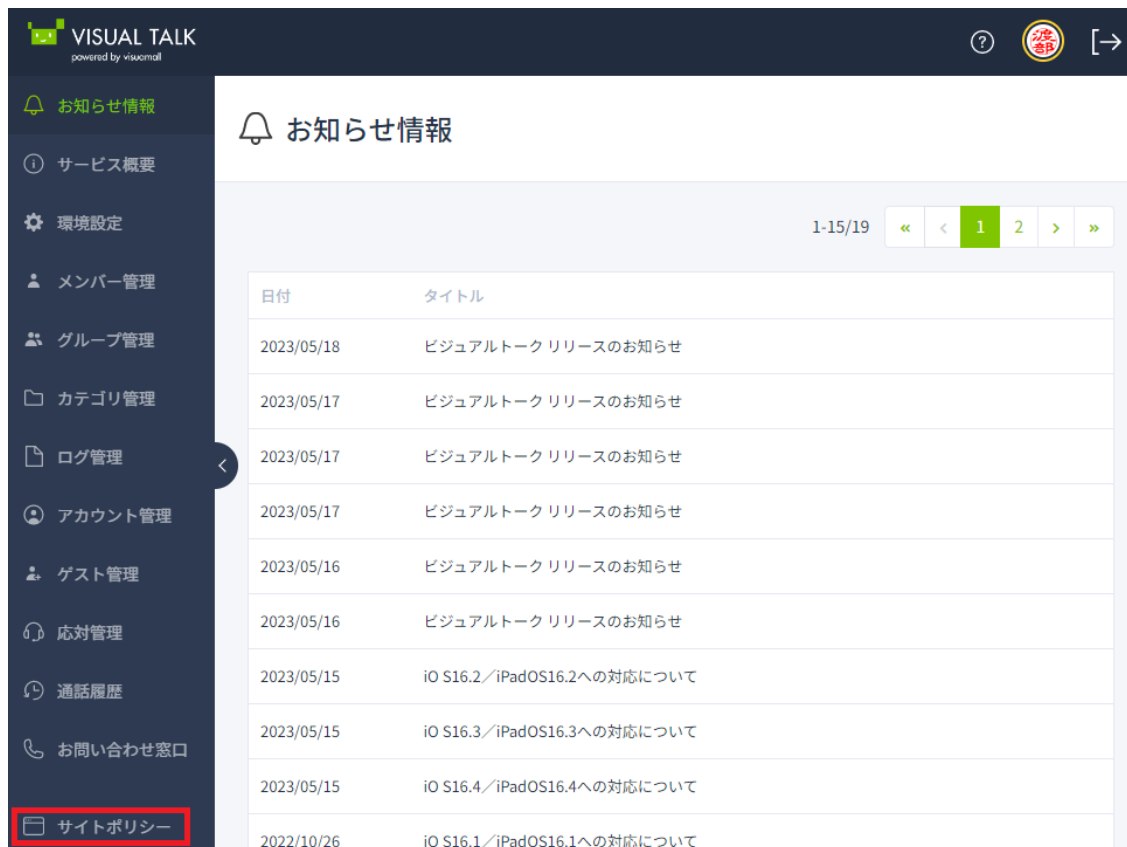 VISUAL TALK
powered by visuamall
渡部
お知らせ情報
サービス概要
環境設定
メンバー管理
グループ管理
カテゴリ管理
ログ管理
アカウント管理
ゲスト管理
応対管理
通話履歴
お問い合わせ窓口
サイトポリシー
お知らせ情報
1-15/19 « < 1 2 > »
日付 タイトル
2023/05/18 ビジュアルトーク リリースのお知らせ
2023/05/17 ビジュアルトーク リリースのお知らせ
2023/05/17 ビジュアルトーク リリースのお知らせ
2023/05/17 ビジュアルトーク リリースのお知らせ
2023/05/16 ビジュアルトーク リリースのお知らせ
2023/05/16 ビジュアルトーク リリースのお知らせ
2023/05/15 iO S16.2／iPadOS16.2への対応について
2023/05/15 iO S16.3／iPadOS16.3への対応について
2023/05/15 iO S16.4／iPadOS16.4への対応について
2022/10/26 iO S16.1／iPadOS16.1への対応について